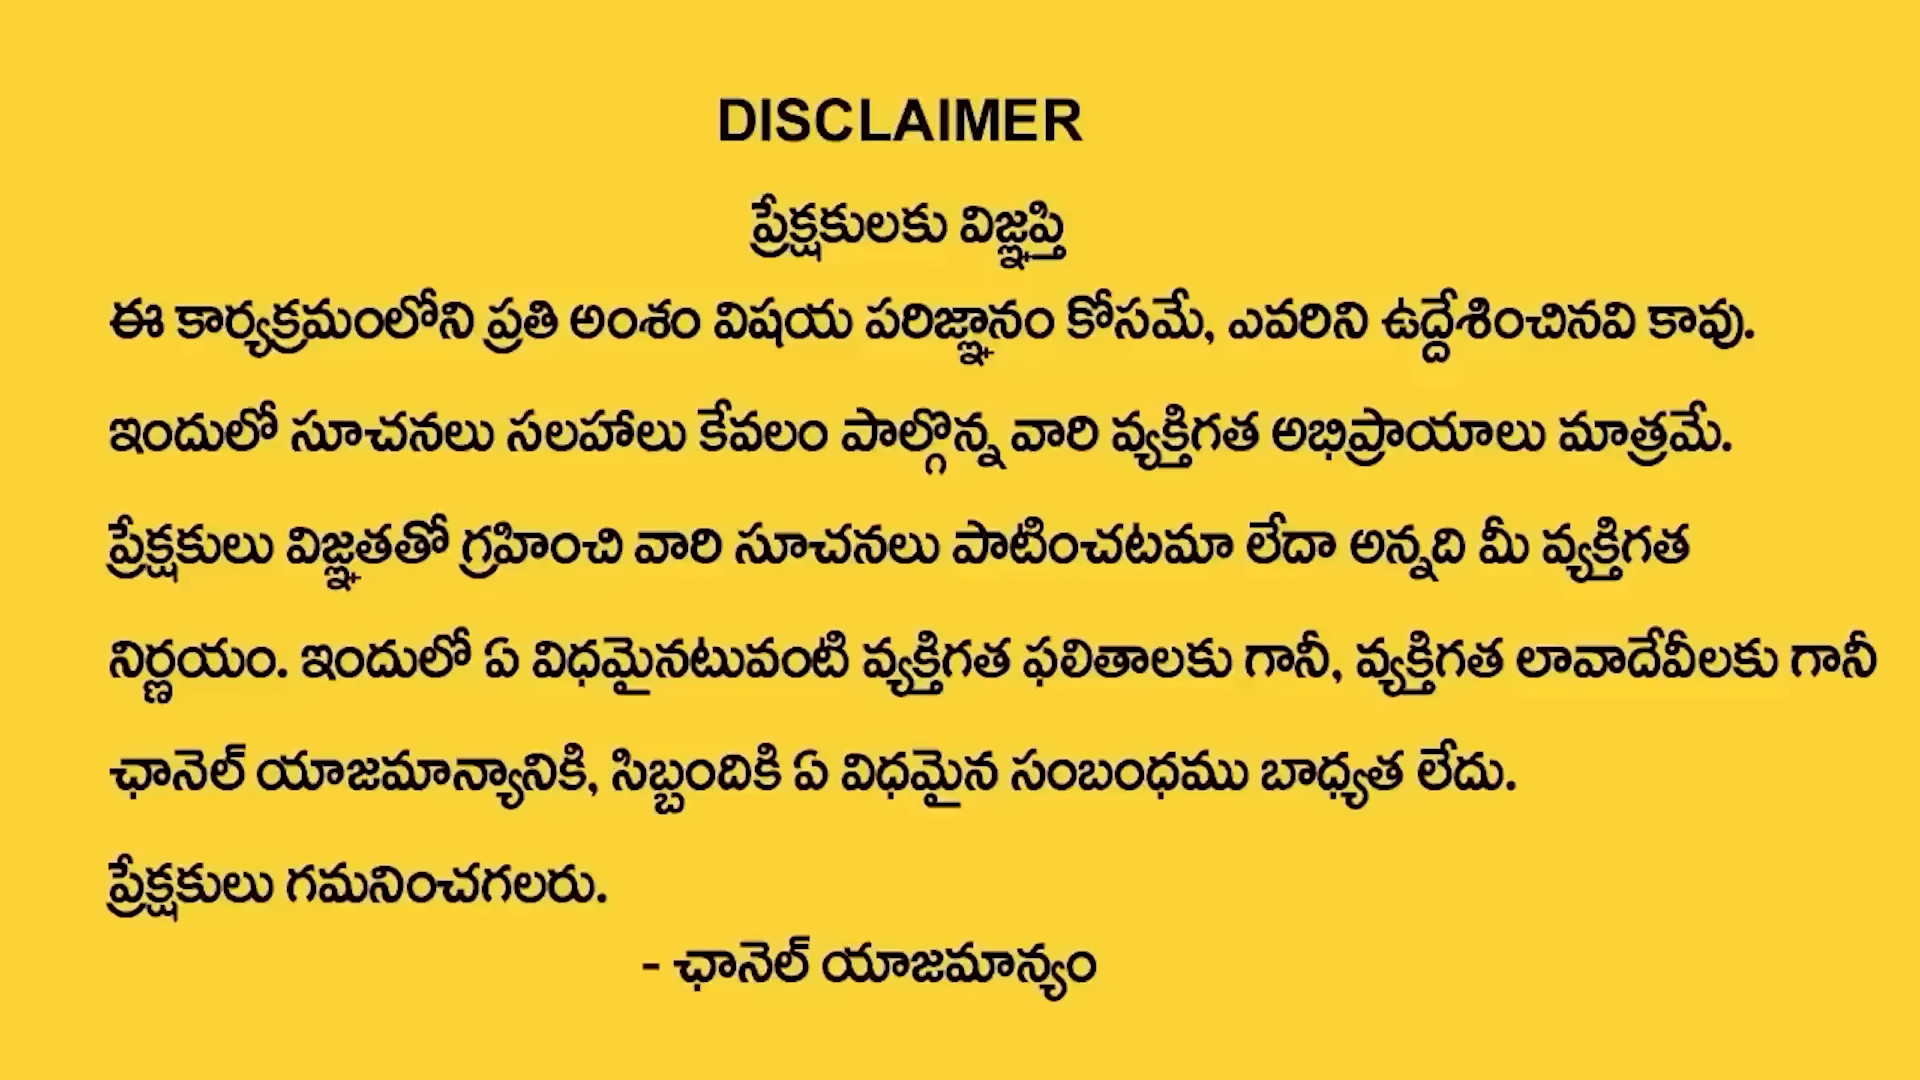 DISCLAIMER
ప్రేక్షకులకు విజ్ఞప్తి
ఈ కార్యక్రమంలోని ప్రతి అంశం విషయ పరిజ్ఞానం కోసమే, ఎవరిని ఉద్దేశించినవి కావు.
ఇందులో సూచనలు సలహాలు కేవలం పాల్గొన్న వారి వ్యక్తిగత అభిప్రాయాలు మాత్రమే.
ప్రేక్షకులు విజ్ఞతతో గ్రహించి వారి సూచనలు పాటించటమా లేదా అన్నది మీ వ్యక్తిగత
నిర్ణయం. ఇందులో ఏ విధమైనటువంటి వ్యక్తిగత ఫలితాలకు గానీ, వ్యక్తిగత లావాదేవీలకు గానీ
ఛానెల్ యాజమాన్యానికి, సిబ్బందికి ఏ విధమైన సంబంధము బాధ్యత లేదు.
ప్రేక్షకులు గమనించగలరు.
- ఛానెల్ యాజమాన్యం